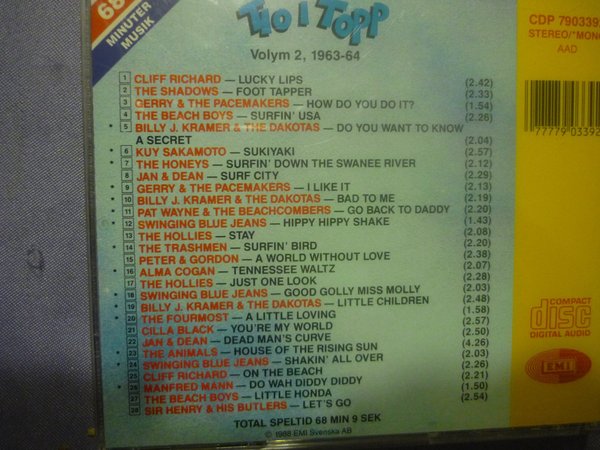 68
MINUTER
MUSIK
TIO I TOPP
Volym 2, 1963-64
CDP 7903392
STEREO/*MONO
AAD
1 CLIFF RICHARD — LUCKY LIPS (2.42)
2 THE SHADOWS — FOOT TAPPER (2.33)
3 GERRY & THE PACEMAKERS — HOW DO YOU DO IT? (1.54)
4 THE BEACH BOYS — SURFIN' USA (2.26)
* 5 BILLY J. KRAMER & THE DAKOTAS — DO YOU WANT TO KNOW
A SECRET (2.04)
* 6 KUY SAKAMOTO — SUKIYAKI (2.57)
* 7 THE HONEYS — SURFIN' DOWN THE SWANEE RIVER (2.12)
8 JAN & DEAN — SURF CITY (2.29)
* 9 GERRY & THE PACEMAKERS — I LIKE IT (2.13)
* 10 BILLY J. KRAMER & THE DAKOTAS — BAD TO ME (2.19)
* 11 PAT WAYNE & THE BEACHCOMBERS — GO BACK TO DADDY (2.20)
* 12 SWINGING BLUE JEANS — HIPPY HIPPY SHAKE (1.43)
13 THE HOLLIES — STAY (2.08)
* 14 THE TRASHMEN — SURFIN' BIRD (2.20)
15 PETER & GORDON — A WORLD WITHOUT LOVE (2.38)
* 16 ALMA COGAN — TENNESSEE WALTZ (2.07)
17 THE HOLLIES — JUST ONE LOOK (2.28)
* 18 SWINGING BLUE JEANS — GOOD GOLLY MISS MOLLY (2.03)
* 19 BILLY J. KRAMER & THE DAKOTAS — LITTLE CHILDREN (2.48)
* 20 THE FOURMOST — A LITTLE LOVING (1.58)
21 CILLA BLACK — YOU'RE MY WORLD (2.57)
22 JAN & DEAN — DEAD MAN'S CURVE (2.50)
* 23 THE ANIMALS — HOUSE OF THE RISING SUN (4.26)
* 24 SWINGING BLUE JEANS — SHAKIN' ALL OVER (2.03)
25 CLIFF RICHARD — ON THE BEACH (2.26)
* 26 MANFRED MANN — DO WAH DIDDY DIDDY (2.21)
27 THE BEACH BOYS — LITTLE HONDA (1.50)
28 SIR HENRY & HIS BUTLERS — LET'S GO (2.54)
TOTAL SPELTID 68 MIN 9 SEK
© 1988 EMI Svenska AB
77779 03392
COMPACT
disc
DIGITAL AUDIO
EMI